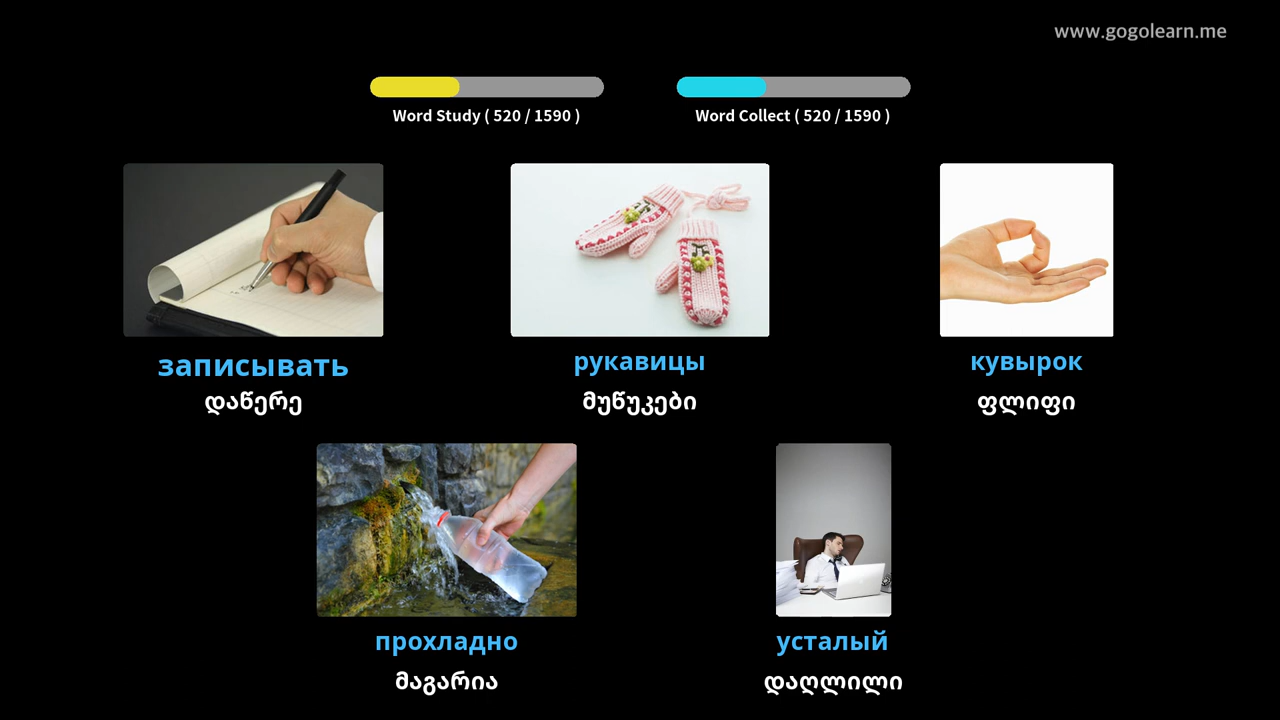 www.gogolearn.me
Word Study ( 520 / 1590 )
Word Collect ( 520 / 1590 )
записывать
დაწერე
рукавицы
მუწუკები
кувырок
ფლიფი
прохладно
მაგარია
усталый
დაღლილი